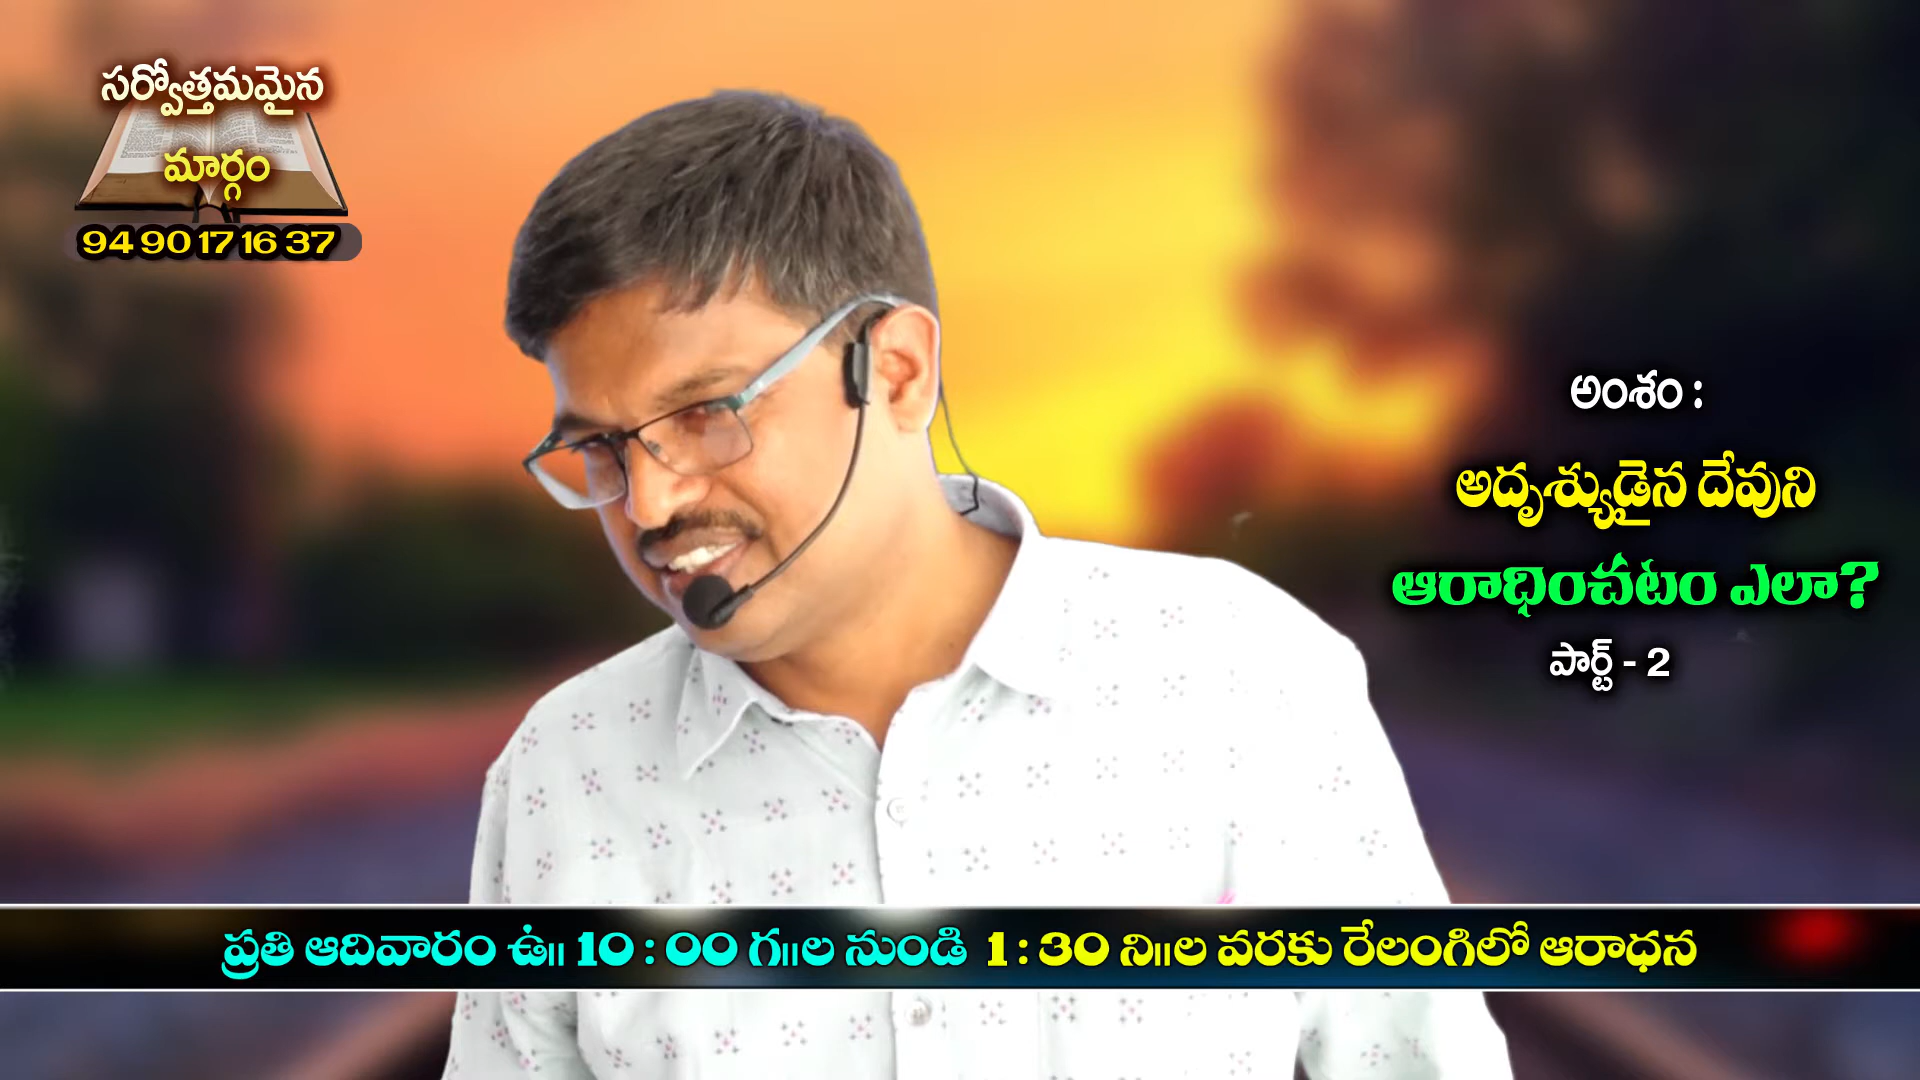 సర్వోత్తమమైన
మార్గం
94 90 17 16 37
అంశం :
అదృశ్యుడైన దేవుని
ఆరాధించటం ఎలా?
పార్ట్ - 2
ప్రతి ఆదివారం ఉ॥ 10 : 00 గ॥ల నుండి 1 : 30 ని॥ల వరకు రేలంగిలో ఆరాధన